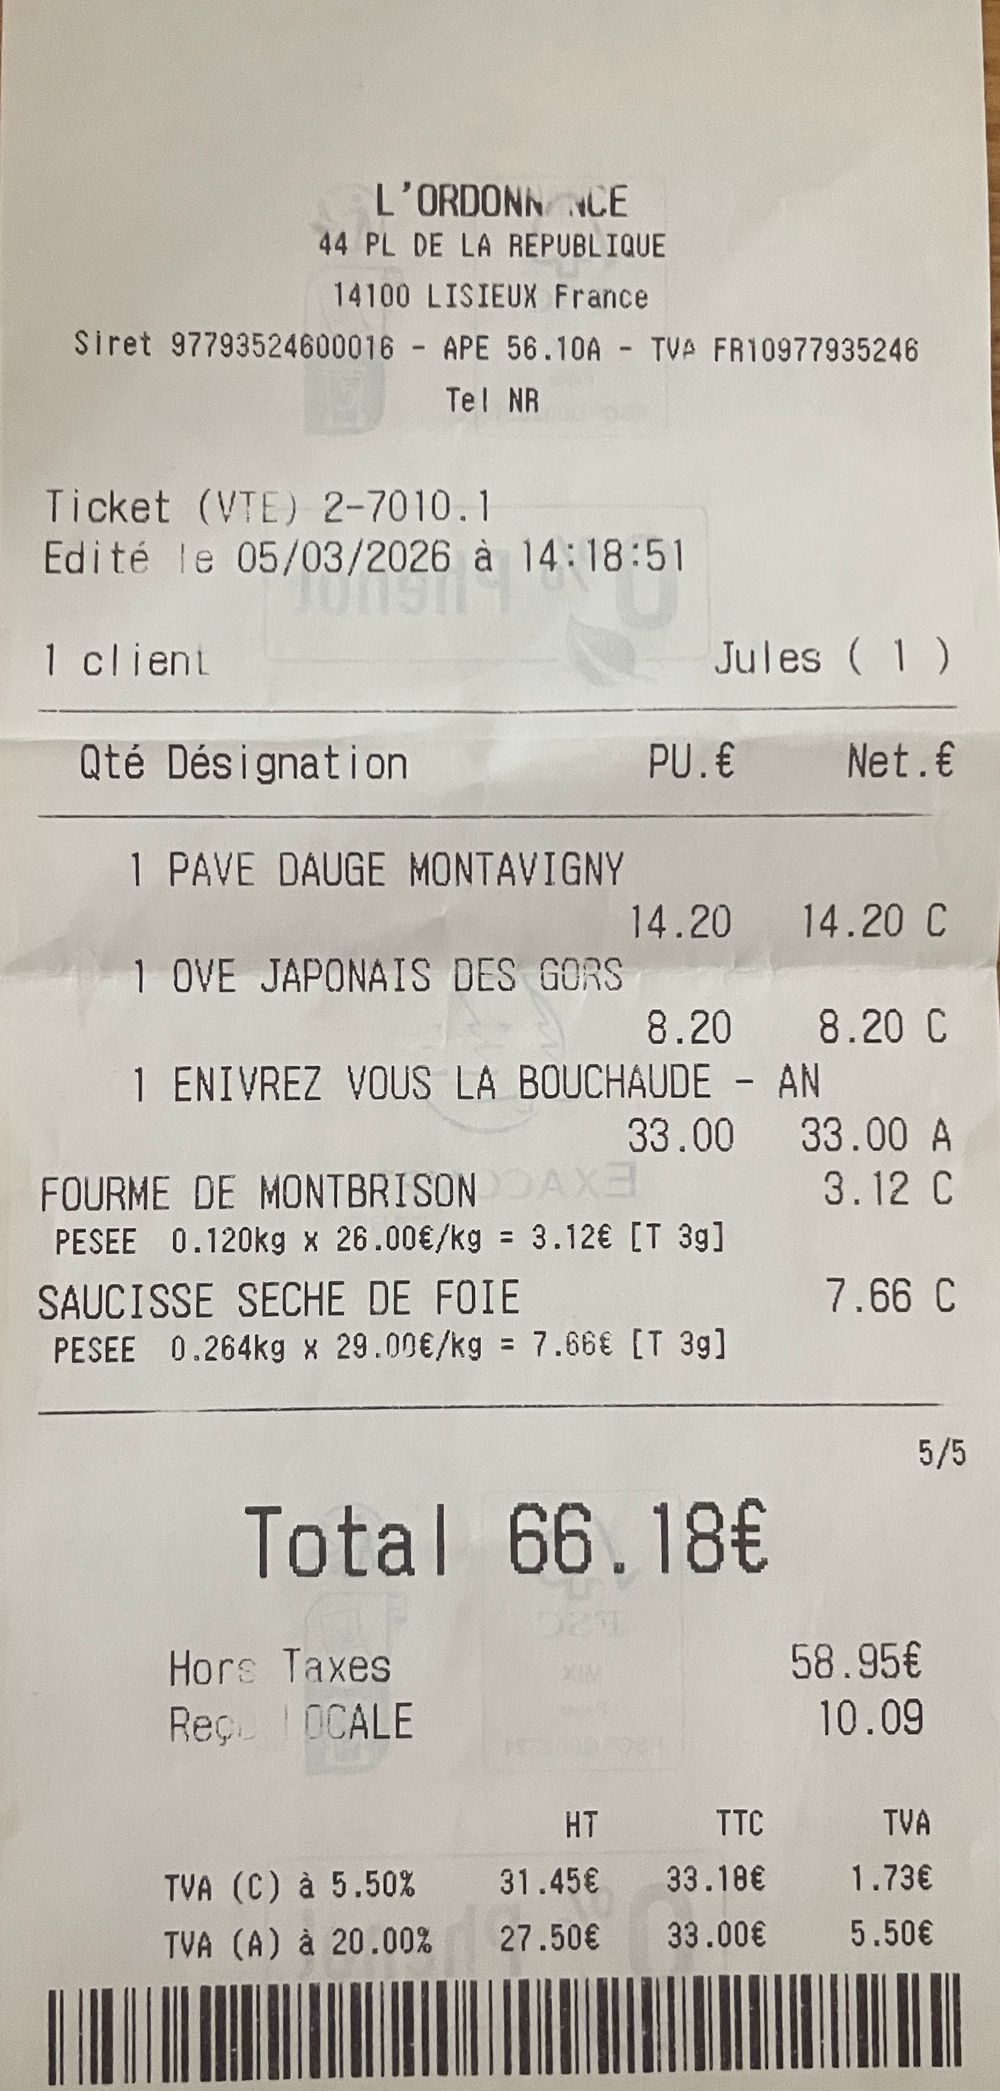 L'ORDONNANCE
44 PL DE LA REPUBLIQUE
14100 LISIEUX France
Siret 97793524600016 - APE 56.10A - TVA FR10977935246
Tel NR
Ticket (VTE) 2-7010.1
Edité le 05/03/2026 à 14:18:51
1 client Jules ( 1 )
Qté Désignation PU.€ Net.€
1 PAVE DAUGE MONTAVIGNY
14.20 14.20 C
1 OVE JAPONAIS DES GORS
8.20 8.20 C
1 ENIVREZ VOUS LA BOUCHAUDE - AN
33.00 33.00 A
FOURME DE MONTBRISON 3.12 C
PESEE 0.120kg x 26.00€/kg = 3.12€ [T 3g]
SAUCISSE SECHE DE FOIE 7.66 C
PESEE 0.264kg x 29.00€/kg = 7.66€ [T 3g]
5/5
Total 66.18€
Hors Taxes 58.95€
Reçu LOCALE 10.09
HT TTC TVA
TVA (C) à 5.50% 31.45€ 33.18€ 1.73€
TVA (A) à 20.00% 27.50€ 33.00€ 5.50€